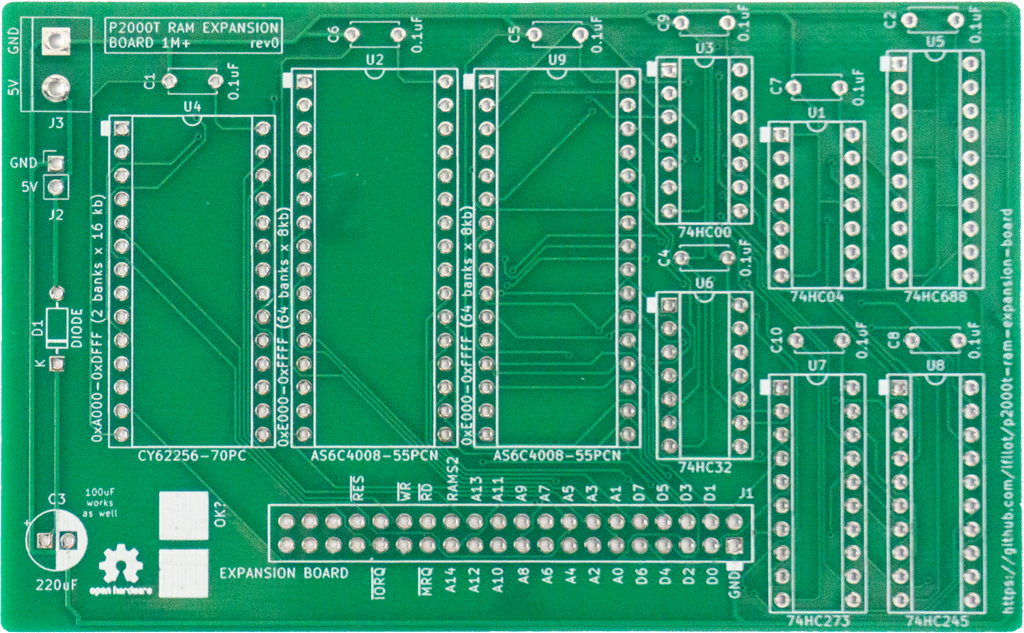 P2000T RAM EXPANSION
BOARD 1M+ rev0
GND
5V
J3
GND
5V
J2
D1
DIODE
K
C3
100uF
works
as well
+
220uF
open hardware
OK?
C1
0.1uF
U4
0xA000-0xDFFF (2 banks x 16 kb)
CY62256-70PC
C6
0.1uF
U2
0xE000-0xFFFF (64 banks x 8kb)
AS6C4008-55PCN
C5
0.1uF
U9
0xE000-0xFFFF (64 banks x 8kb)
AS6C4008-55PCN
C9
0.1uF
U3
74HC00
C4
0.1uF
U6
74HC32
C7
0.1uF
U1
74HC04
C2
0.1uF
U5
74HC688
C10
0.1uF
U7
74HC273
C8
0.1uF
U8
74HC245
RES WR RD RAMS2 A13 A11 A9 A7 A5 A3 A1 D7 D5 D3 D1
J1
EXPANSION BOARD
IORQ MRQ A14 A12 A10 A8 A6 A4 A2 A0 D6 D4 D2 D0 GND
https://github.com/ifilot/p2000t-ram-expansion-board